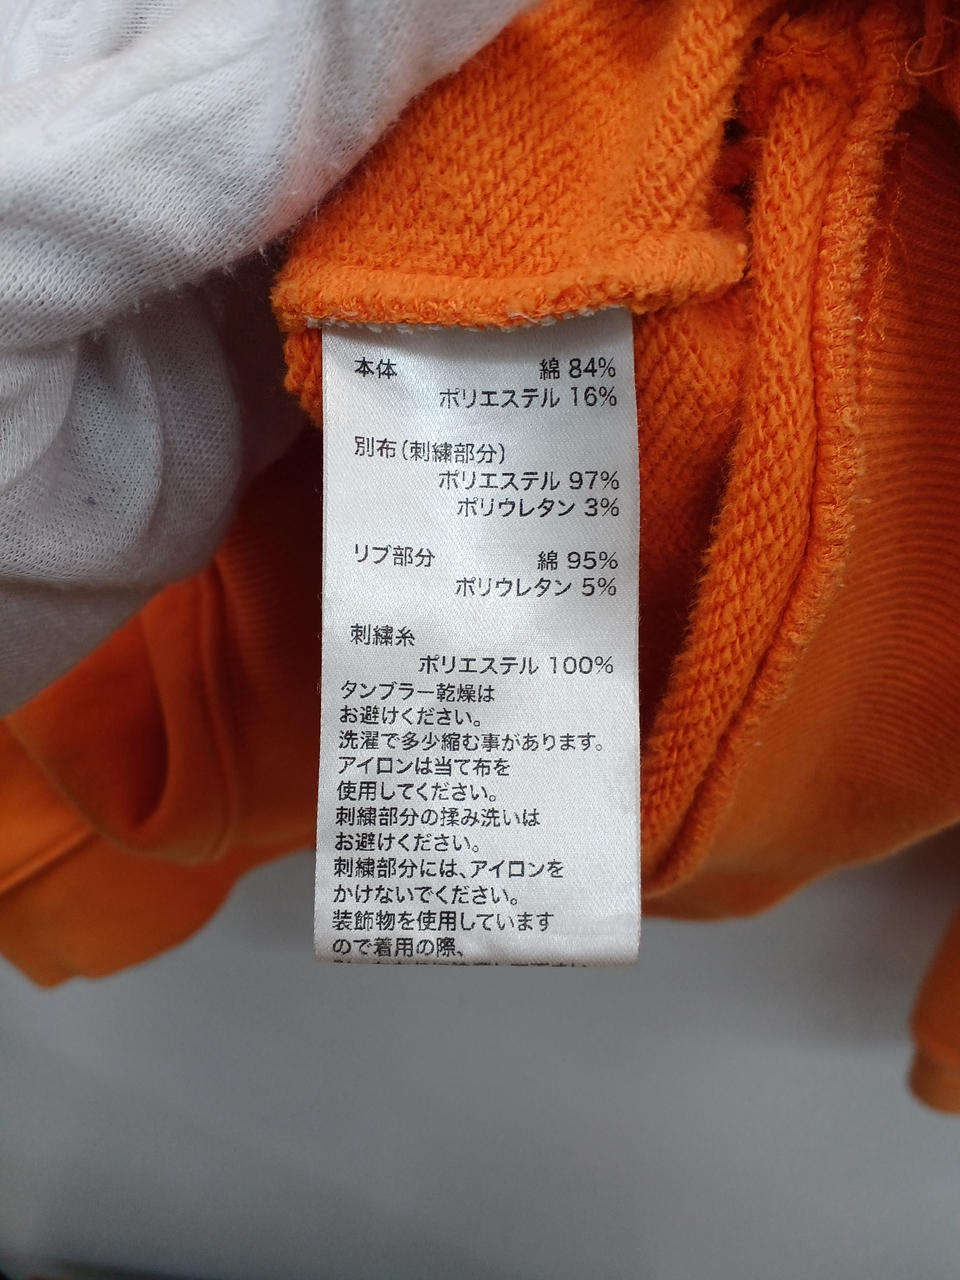 本体 綿 84%
ポリエステル 16%
別布(刺繍部分)
ポリエステル 97%
ポリウレタン 3%
リブ部分 綿 95%
ポリウレタン 5%
刺繍糸
ポリエステル 100%
タンブラー乾燥は
お避けください。
洗濯で多少縮む事があります。
アイロンは当て布を
使用してください。
刺繍部分の揉み洗いは
お避けください。
刺繍部分には、アイロンを
かけないでください。
装飾物を使用しています
ので着用の際、